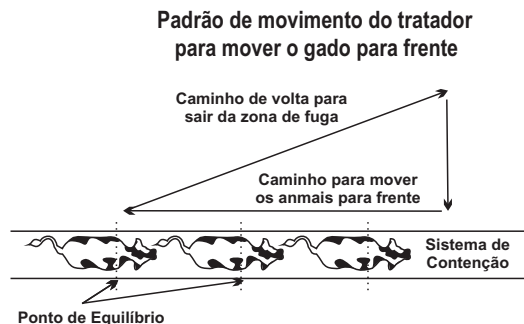 Padrão de movimento do tratador
para mover o gado para frente
Caminho de volta para
sair da zona de fuga
Caminho para mover
os anmais para frente
Sistema de
Contenção
Ponto de Equilíbrio